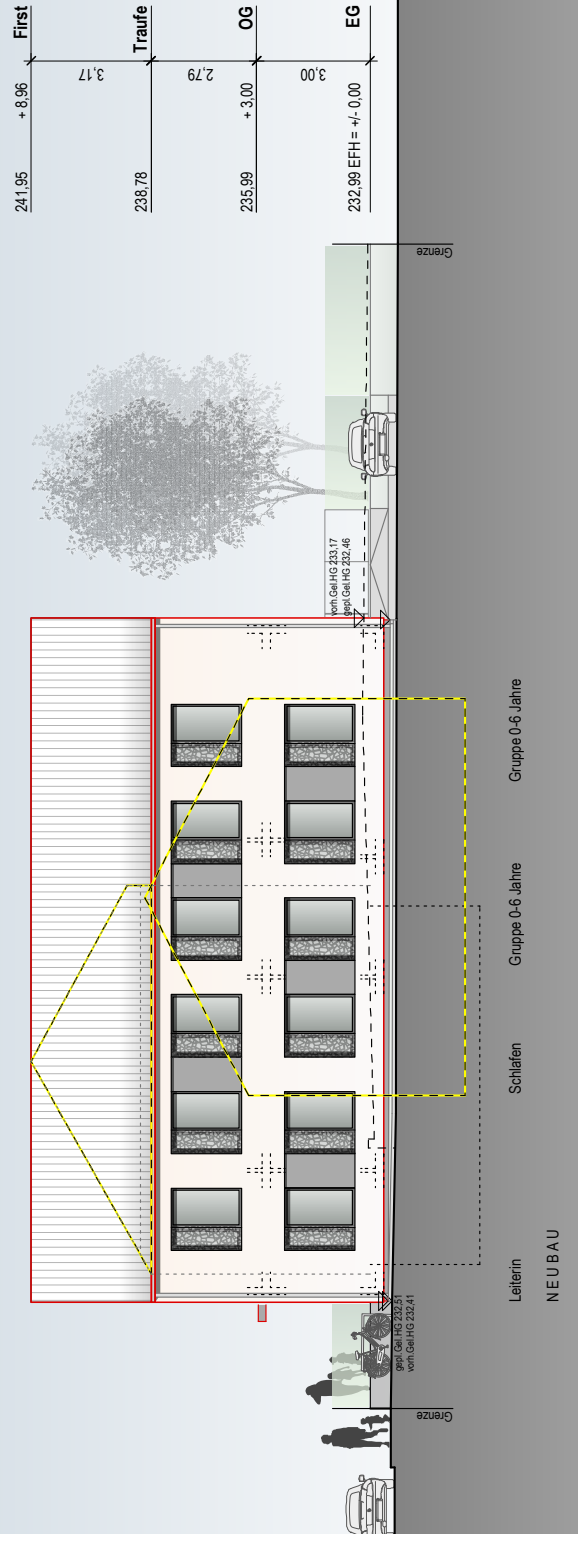 241,95 + 8,96 First
3,17
238,78 Traufe
2,79
235,99 + 3,00 OG
3,00
232,99 EFH = +/- 0,00 EG
Grenze
vorh.Gel.HG 233,17
gepl.Gel.HG 232,46
gepl.Gel.HG 232,51
vorh.Gel.HG 232,41
Grenze
Leiterin Schlafen Gruppe 0-6 Jahre Gruppe 0-6 Jahre
NEUBAU